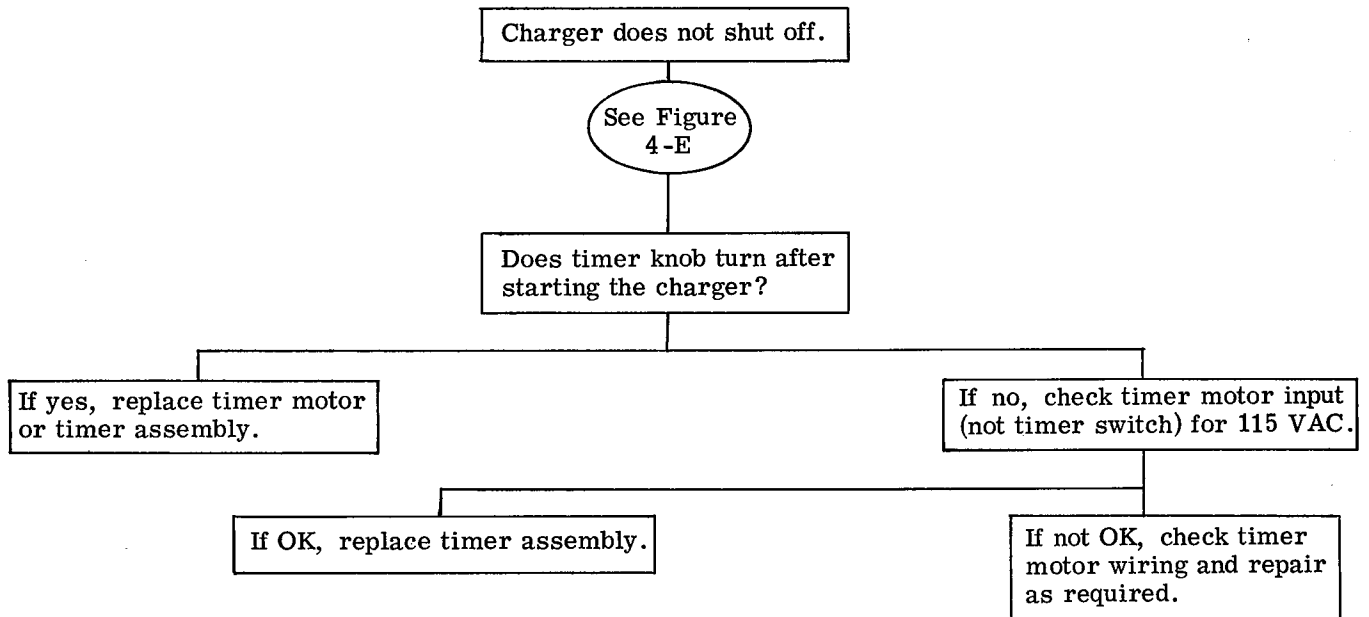 Charger does not shut off.
See Figure
4-E
Does timer knob turn after
starting the charger?
If yes, replace timer motor
or timer assembly.
If no, check timer motor input
(not timer switch) for 115 VAC.
If OK, replace timer assembly.
If not OK, check timer
motor wiring and repair
as required.